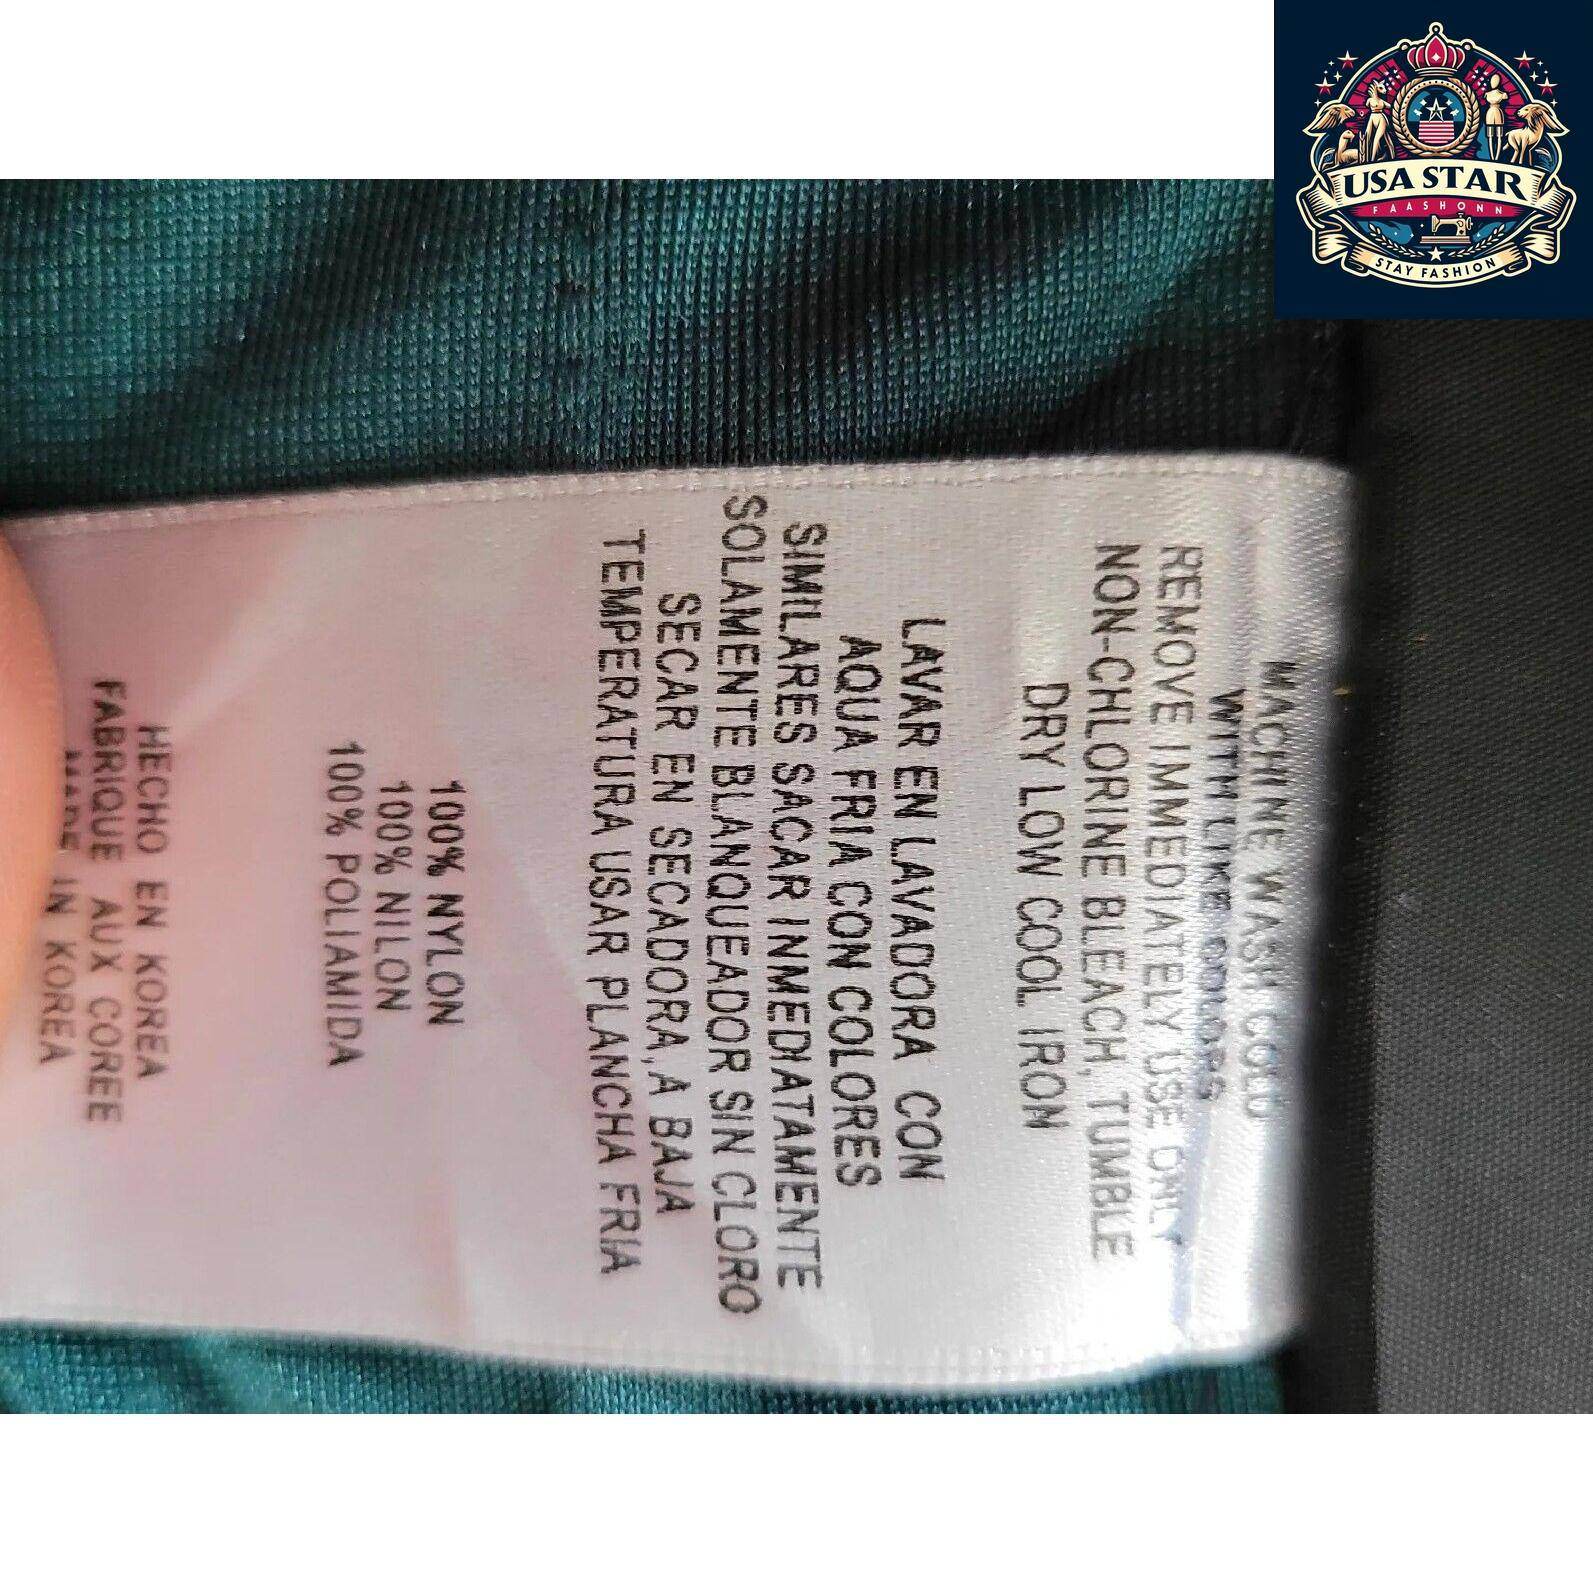 USA STAR
FAASHONN
STAY FASHION
MACHINE WASH COLD
WITH LIKE COLORS
REMOVE IMMEDIATELY USE ONLY
NON-CHLORINE BLEACH, TUMBLE
DRY LOW COOL IRON
LAVAR EN LAVADORA CON
AQUA FRIA CON COLORES
SIMILARES SACAR INMEDIATAMENTE
SOLAMENTE BLANQUEADOR SIN CLORO
SECAR EN SECADORA, A BAJA
TEMPERATURA USAR PLANCHA FRIA
100% NYLON
100% NILON
100% POLIAMIDA
HECHO EN KOREA
FABRIQUE AUX COREE
MADE IN KOREA